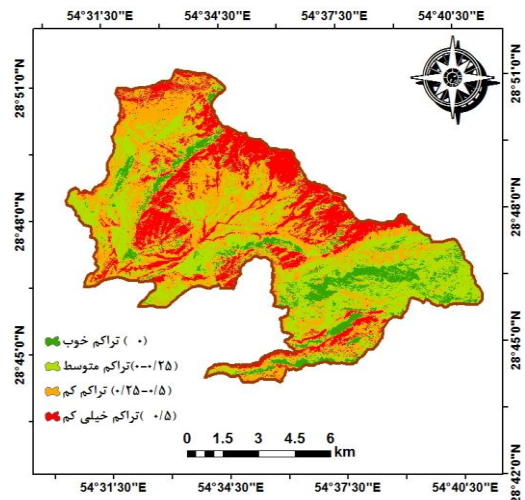 54°31'30"E 54°34'30"E 54°37'30"E 54°40'30"E
28°51'0"N 28°51'0"N
28°48'0"N 28°48'0"N
28°45'0"N 28°45'0"N
28°42'0"N
تراکم خوب (۰ )
تراکم متوسط(۰-۰/۲۵)
تراکم کم (۰/۲۵-۰/۵)
تراکم خیلی کم( ۰/۵ )
0 1.5 3 4.5 6
km
54°31'30"E 54°34'30"E 54°37'30"E 54°40'30"E